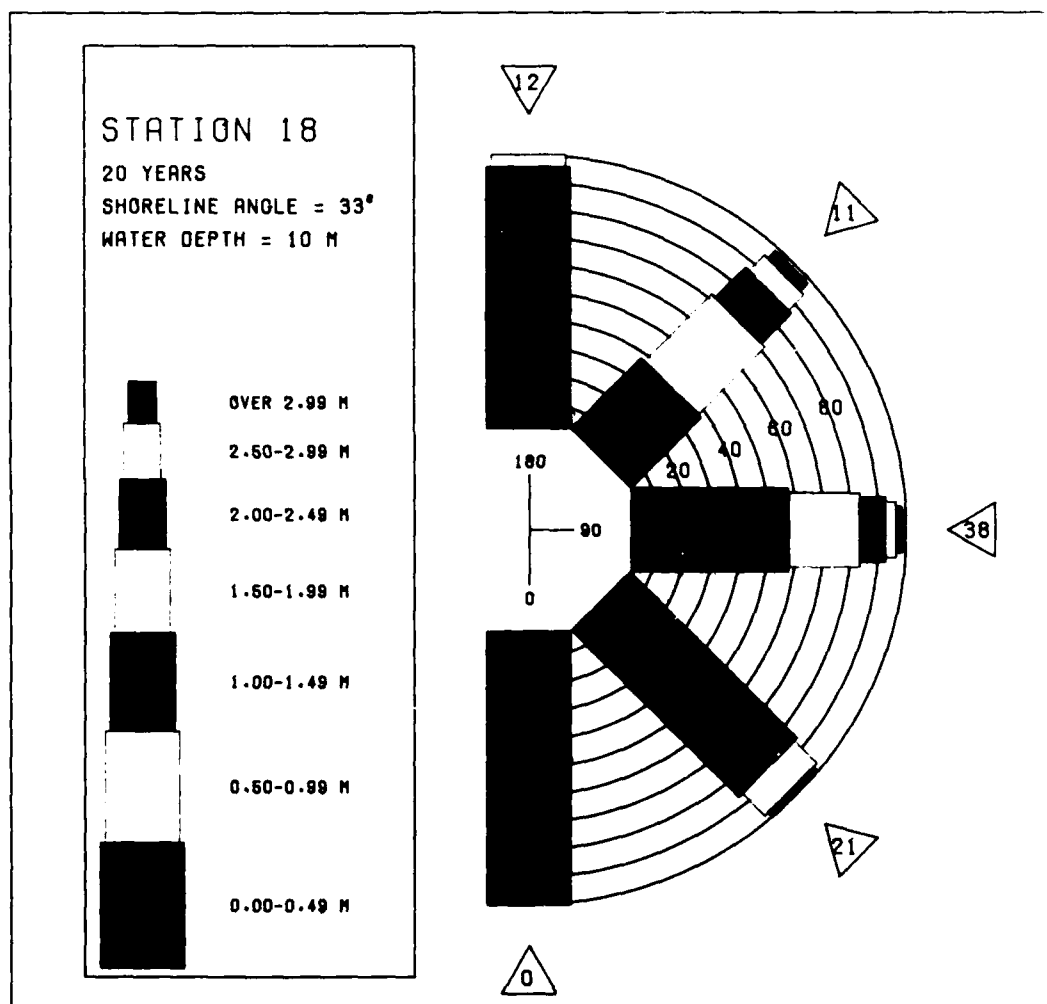 STATION 18
20 YEARS
SHORELINE ANGLE = 33°
WATER DEPTH = 10 M
OVER 2.99 M
2.50-2.99 M
2.00-2.49 M
1.50-1.99 M
1.00-1.49 M
0.50-0.99 M
0.00-0.49 M
12
11
38
21
0
20
40
60
80
180
90
0